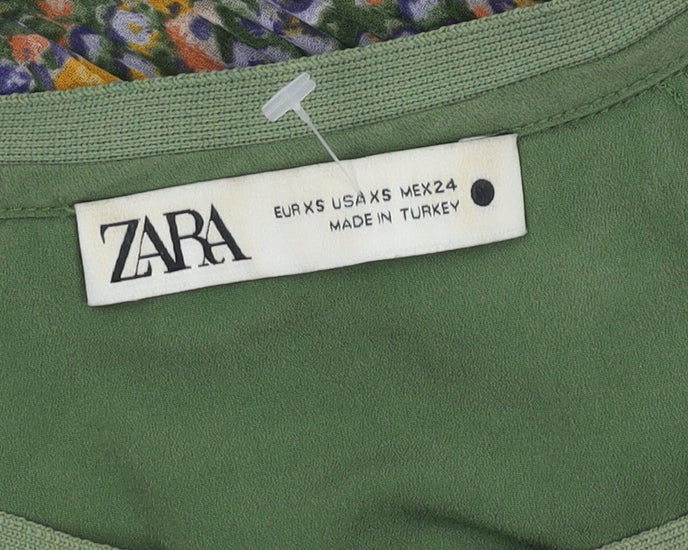 ZARA
EUR XS USA XS MEX 24
MADE IN TURKEY